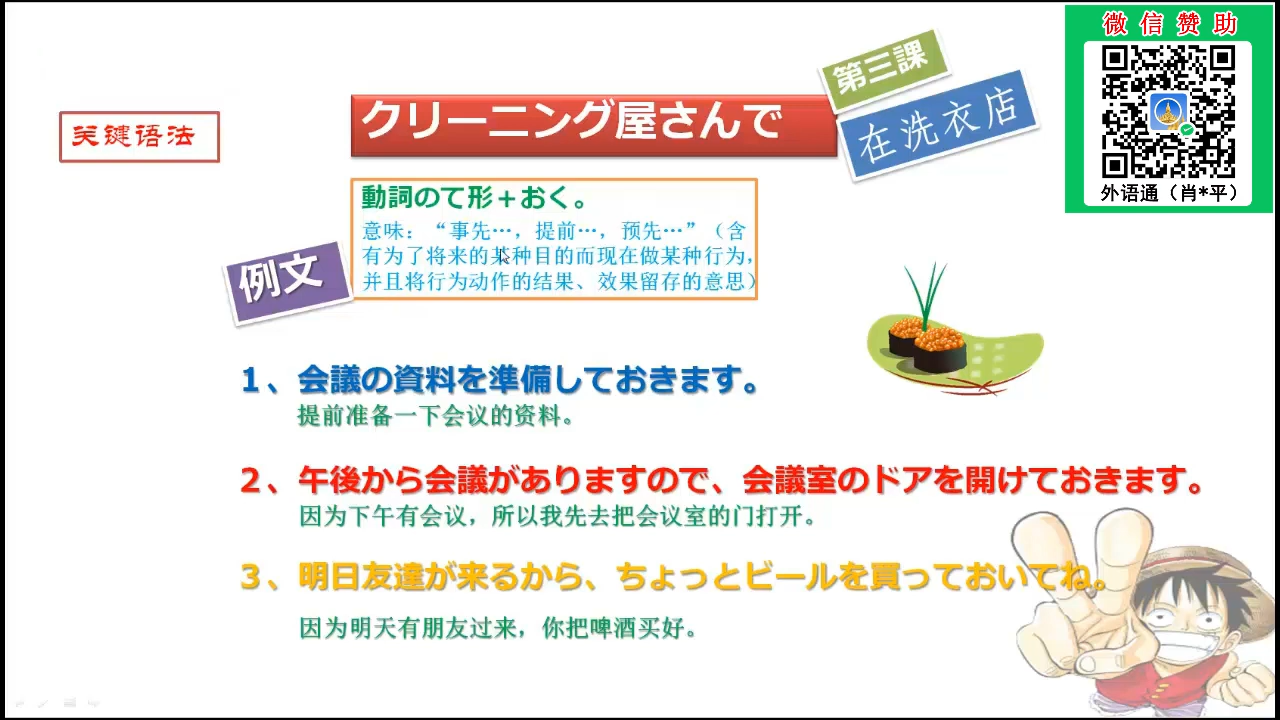 微信赞助
外语通（肖*平）
第三課
在洗衣店
クリーニング屋さんで
关键语法
動詞のて形＋おく。
意味：“事先…，提前…，预先…”（含
有为了将来的某种目的而现在做某种行为，
并且将行为动作的结果、效果留存的意思）
例文
１、会議の資料を準備しておきます。
提前准备一下会议的资料。
２、午後から会議がありますので、会議室のドアを開けておきます。
因为下午有会议，所以我先去把会议室的门打开。
３、明日友達が来るから、ちょっとビールを買っておいてね。
因为明天有朋友过来，你把啤酒买好。